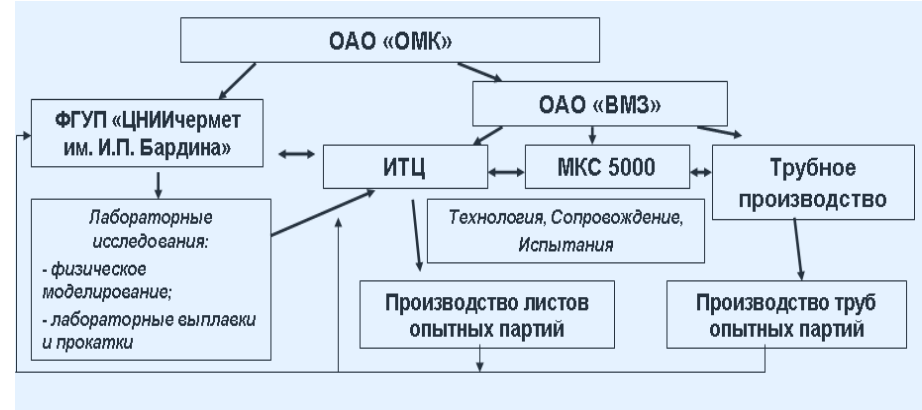 ОАО «ОМК»
ОАО «ВМЗ»
ФГУП «ЦНИИчермет
им. И.П. Бардина»
ИТЦ
МКС 5000
Трубное
производство
Лабораторные
исследования:
- физическое
моделирование;
- лабораторные выплавки
и прокатки
Технология, Сопровождение,
Испытания
Производство листов
опытных партий
Производство труб
опытных партий